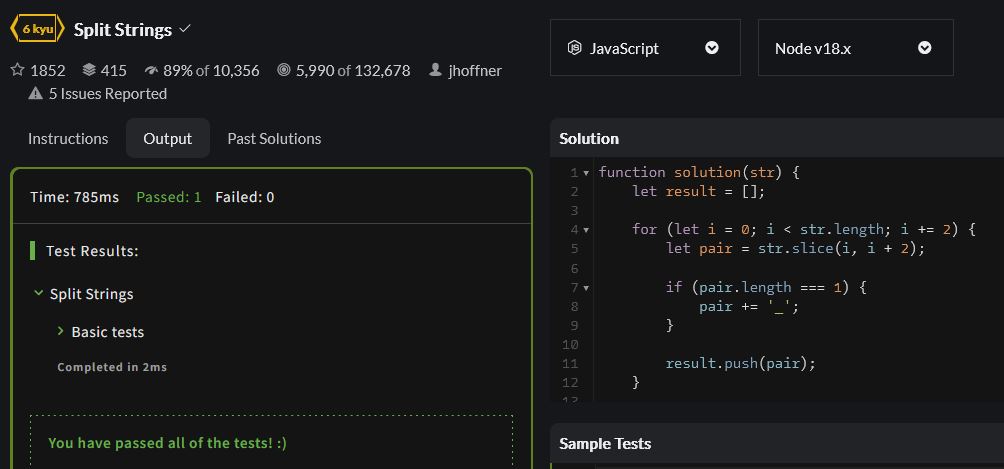 6 kyu Split Strings
1852 415 89% of 10,356 5,990 of 132,678 jhoffner
5 Issues Reported
JavaScript
Node v18.x
Instructions Output Past Solutions
Time: 785ms Passed: 1 Failed: 0
Test Results:
Split Strings
Basic tests
Completed in 2ms
You have passed all of the tests! :)
Solution
1 function solution(str) {
2     let result = [];
3
4     for (let i = 0; i < str.length; i += 2) {
5         let pair = str.slice(i, i + 2);
6
7         if (pair.length === 1) {
8             pair += '_';
9         }
10
11         result.push(pair);
12     }
13
Sample Tests